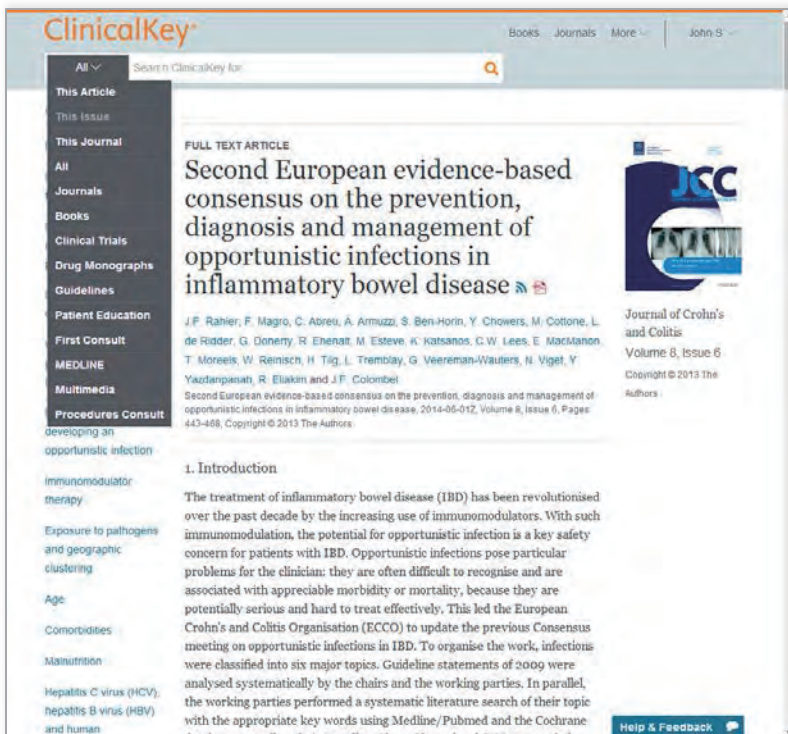 ClinicalKey
Books Journals More
John S
All
Search ClinicalKey for
This Article
This Issue
This Journal
All
Journals
Books
Clinical Trials
Drug Monographs
Guidelines
Patient Education
First Consult
MEDLINE
Multimedia
Procedures Consult
developing an
opportunistic infection
Immunomodulator
therapy
Exposure to pathogens
and geographic
clustering
Age
Comorbidities
Malnutrition
Hepatitis C virus (HCV),
hepatitis B virus (HBV)
and human
FULL TEXT ARTICLE
Second European evidence-based
consensus on the prevention,
diagnosis and management of
opportunistic infections in
inflammatory bowel disease
J.F. Rahier, F. Magro, C. Abreu, A. Armuzzi, S. Ben-Horin, Y. Chowers, M. Cottone, L.
de Ridder, G. Doherty, R. Ehehalt, M. Esteve, K. Katsanos, C.W. Lees, E. MacMahon,
T. Moreels, W. Reinisch, H. Tilg, L. Tremblay, G. Veereman-Wauters, N. Viget, Y.
Yazdanpanah, R. Eliakim and J.F. Colombel
Second European evidence-based consensus on the prevention, diagnosis and management of
opportunistic infections in inflammatory bowel disease, 2014-06-01Z, Volume 8, Issue 6, Pages
443-468, Copyright © 2013 The Authors
1. Introduction
The treatment of inflammatory bowel disease (IBD) has been revolutionised
over the past decade by the increasing use of immunomodulators. With such
immunomodulation, the potential for opportunistic infection is a key safety
concern for patients with IBD. Opportunistic infections pose particular
problems for the clinician: they are often difficult to recognise and are
associated with appreciable morbidity or mortality, because they are
potentially serious and hard to treat effectively. This led the European
Crohn's and Colitis Organisation (ECCO) to update the previous Consensus
meeting on opportunistic infections in IBD. To organise the work, infections
were classified into six major topics. Guideline statements of 2009 were
analysed systematically by the chairs and the working parties. In parallel,
the working parties performed a systematic literature search of their topic
with the appropriate key words using Medline/Pubmed and the Cochrane
JCC
Journal of Crohn's
and Colitis
Volume 8, Issue 6
Copyright © 2013 The
Authors
Help & Feedback